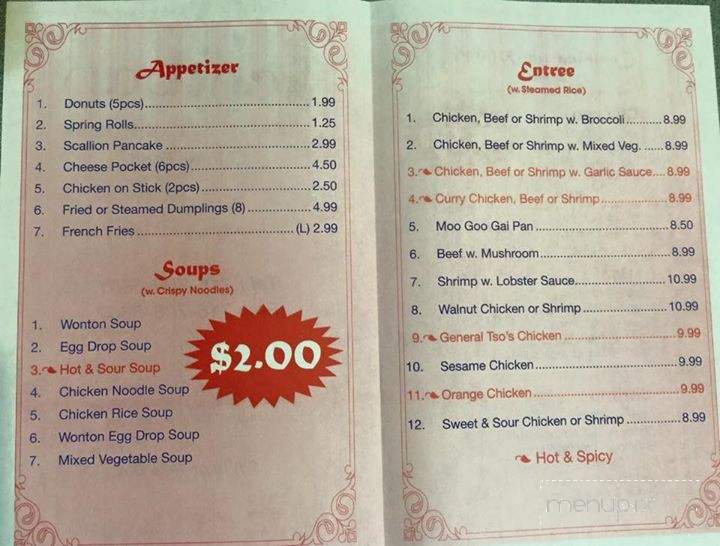 Appetizer
1. Donuts (5pcs) 1.99
2. Spring Rolls 1.25
3. Scallion Pancake 2.99
4. Cheese Pocket (6pcs) 4.50
5. Chicken on Stick (2pcs) 2.50
6. Fried or Steamed Dumplings (8) 4.99
7. French Fries (L) 2.99
Soups
(w. Crispy Noodles)
1. Wonton Soup
2. Egg Drop Soup
3. Hot & Sour Soup
4. Chicken Noodle Soup
5. Chicken Rice Soup
6. Wonton Egg Drop Soup
7. Mixed Vegetable Soup
$2.00
Entree
(w. Steamed Rice)
1. Chicken, Beef or Shrimp w. Broccoli 8.99
2. Chicken, Beef or Shrimp w. Mixed Veg. 8.99
3. Chicken, Beef or Shrimp w. Garlic Sauce 8.99
4. Curry Chicken, Beef or Shrimp 8.99
5. Moo Goo Gai Pan 8.50
6. Beef w. Mushroom 8.99
7. Shrimp w. Lobster Sauce 10.99
8. Walnut Chicken or Shrimp 10.99
9. General Tso's Chicken 9.99
10. Sesame Chicken 9.99
11. Orange Chicken 9.99
12. Sweet & Sour Chicken or Shrimp 8.99
Hot & Spicy
menupix